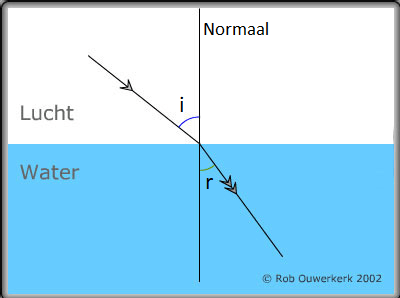 Normaal
i
Lucht
Water
r
© Rob Ouwerkerk 2002